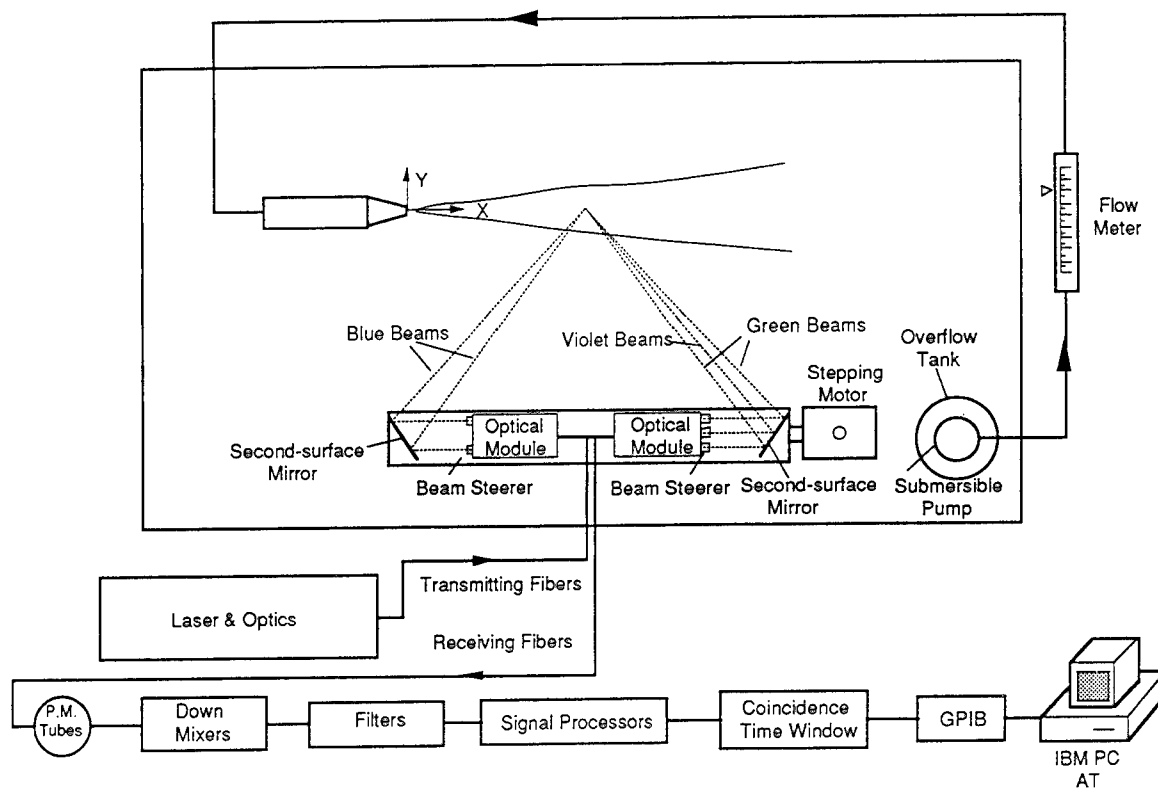 Y
X
Flow
Meter
Blue Beams
Violet Beams
Green Beams
Overflow
Tank
Stepping
Motor
Optical
Module
Optical
Module
Second-surface
Mirror
Beam Steerer
Beam Steerer
Second-surface
Mirror
Submersible
Pump
Transmitting Fibers
Laser & Optics
Receiving Fibers
P.M.
Tubes
Down
Mixers
Filters
Signal Processors
Coincidence
Time Window
GPIB
IBM PC
AT